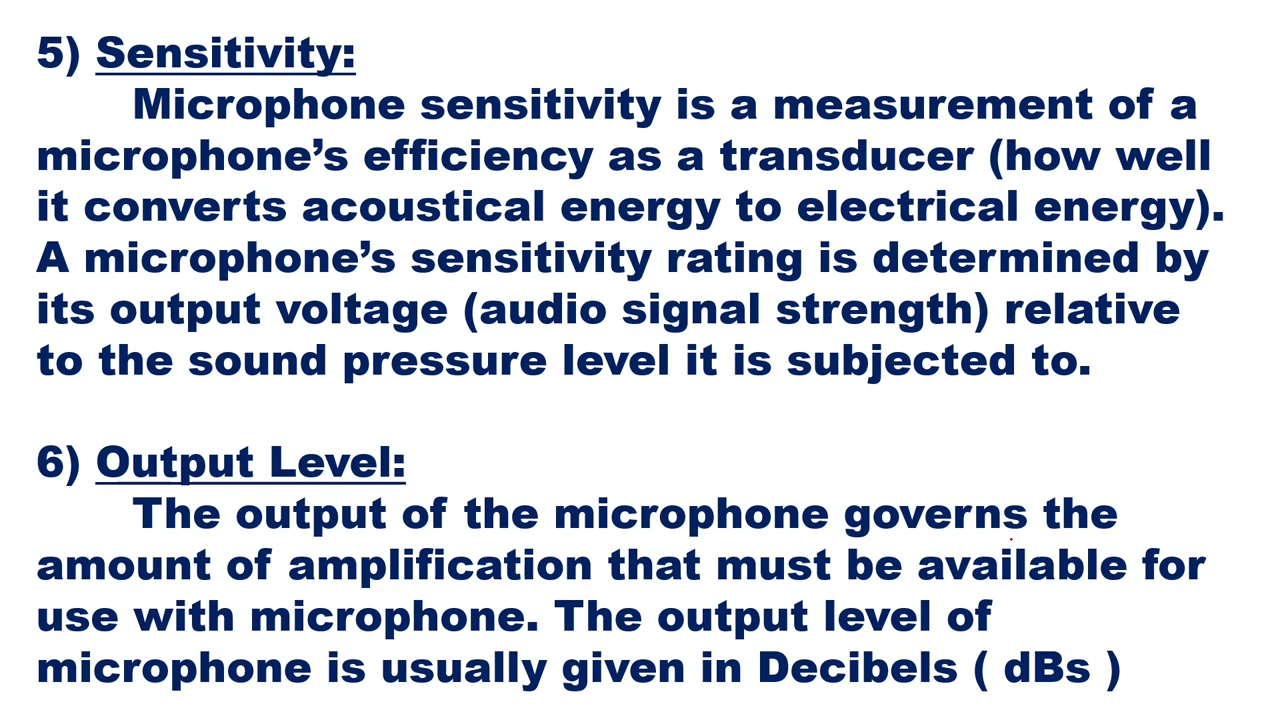 5) Sensitivity:
Microphone sensitivity is a measurement of a
microphone’s efficiency as a transducer (how well
it converts acoustical energy to electrical energy).
A microphone’s sensitivity rating is determined by
its output voltage (audio signal strength) relative
to the sound pressure level it is subjected to.
6) Output Level:
The output of the microphone governs the
amount of amplification that must be available for
use with microphone. The output level of
microphone is usually given in Decibels ( dBs )